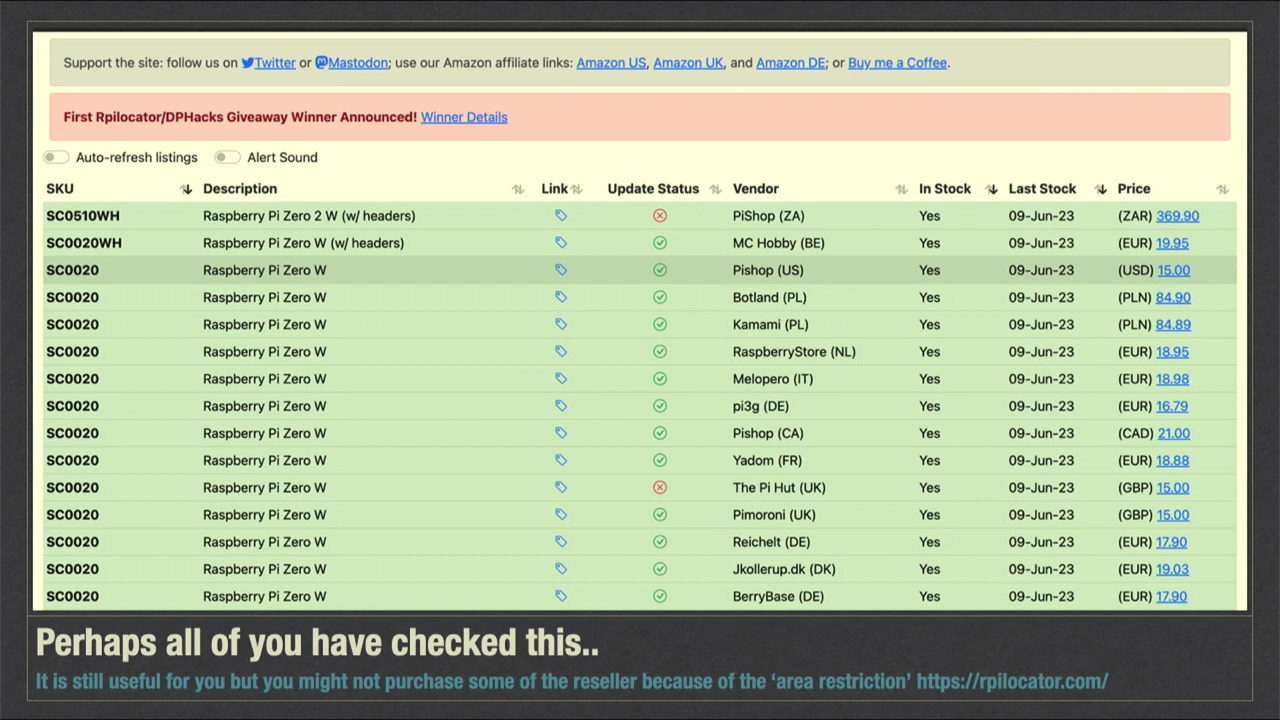 Support the site: follow us on Twitter or Mastodon; use our Amazon affiliate links: Amazon US, Amazon UK, and Amazon DE; or Buy me a Coffee.
First Rpilocator/DPHacks Giveaway Winner Announced! Winner Details
Auto-refresh listings Alert Sound
SKU Description Link Update Status Vendor In Stock Last Stock Price
SC0510WH Raspberry Pi Zero 2 W (w/ headers) PiShop (ZA) Yes 09-Jun-23 (ZAR) 369.90
SC0020WH Raspberry Pi Zero W (w/ headers) MC Hobby (BE) Yes 09-Jun-23 (EUR) 19.95
SC0020 Raspberry Pi Zero W Pishop (US) Yes 09-Jun-23 (USD) 15.00
SC0020 Raspberry Pi Zero W Botland (PL) Yes 09-Jun-23 (PLN) 84.90
SC0020 Raspberry Pi Zero W Kamami (PL) Yes 09-Jun-23 (PLN) 84.89
SC0020 Raspberry Pi Zero W RaspberryStore (NL) Yes 09-Jun-23 (EUR) 18.95
SC0020 Raspberry Pi Zero W Melopero (IT) Yes 09-Jun-23 (EUR) 18.98
SC0020 Raspberry Pi Zero W pi3g (DE) Yes 09-Jun-23 (EUR) 16.79
SC0020 Raspberry Pi Zero W Pishop (CA) Yes 09-Jun-23 (CAD) 21.00
SC0020 Raspberry Pi Zero W Yadom (FR) Yes 09-Jun-23 (EUR) 18.88
SC0020 Raspberry Pi Zero W The Pi Hut (UK) Yes 09-Jun-23 (GBP) 15.00
SC0020 Raspberry Pi Zero W Pimoroni (UK) Yes 09-Jun-23 (GBP) 15.00
SC0020 Raspberry Pi Zero W Reichelt (DE) Yes 09-Jun-23 (EUR) 17.90
SC0020 Raspberry Pi Zero W Jkollerup.dk (DK) Yes 09-Jun-23 (EUR) 19.03
SC0020 Raspberry Pi Zero W BerryBase (DE) Yes 09-Jun-23 (EUR) 17.90
Perhaps all of you have checked this..
It is still useful for you but you might not purchase some of the reseller because of the ‘area restriction’ https://rpilocator.com/